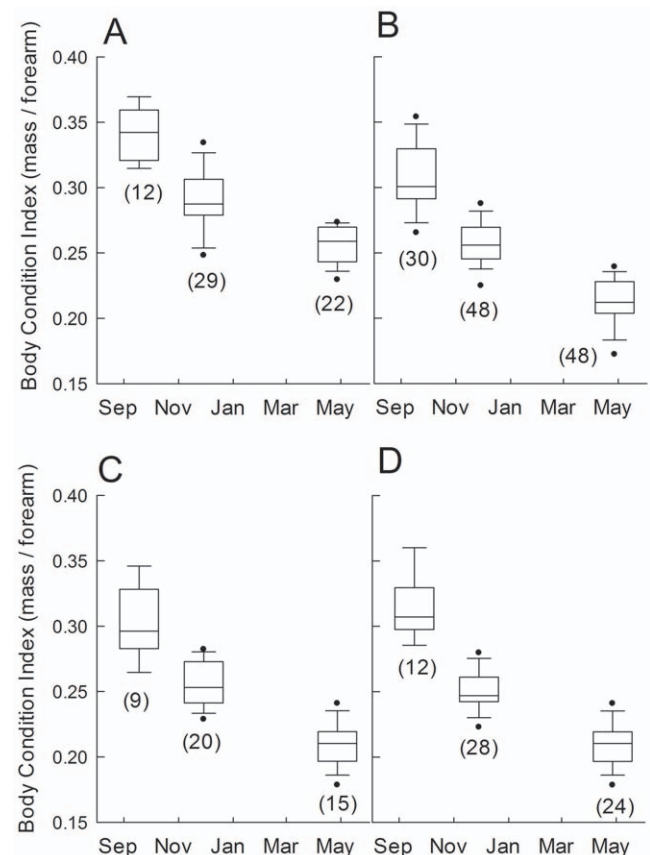 A
B
Body Condition Index (mass / forearm)
0.40
0.35
0.30
0.25
0.20
0.15
(12)
(29)
(22)
(30)
(48)
(48)
Sep Nov Jan Mar May
Sep Nov Jan Mar May
C
D
Body Condition Index (mass / forearm)
0.40
0.35
0.30
0.25
0.20
0.15
(9)
(20)
(15)
(12)
(28)
(24)
Sep Nov Jan Mar May
Sep Nov Jan Mar May